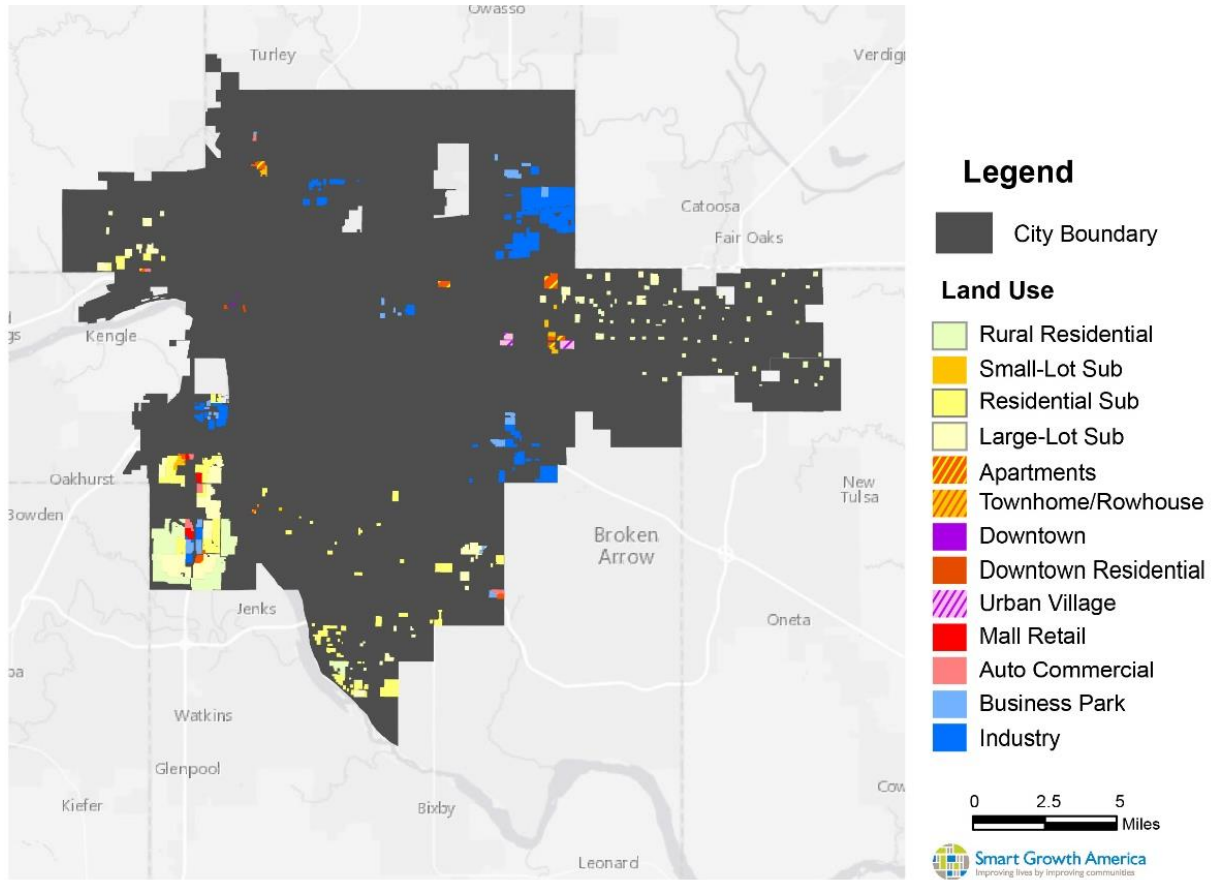 Owasso
Turley
Verdig
Catoosa
Fair Oaks
d
gs
Kengle
Oakhurst
Bowden
New
Tulsa
Broken
Arrow
Jenks
Oneta
pa
Watkins
Glenpool
Kiefer
Bixby
Cow
Leonard
Legend
City Boundary
Land Use
Rural Residential
Small-Lot Sub
Residential Sub
Large-Lot Sub
Apartments
Townhome/Rowhouse
Downtown
Downtown Residential
Urban Village
Mall Retail
Auto Commercial
Business Park
Industry
0 2.5 5
Miles
Smart Growth America
Improving lives by improving communities